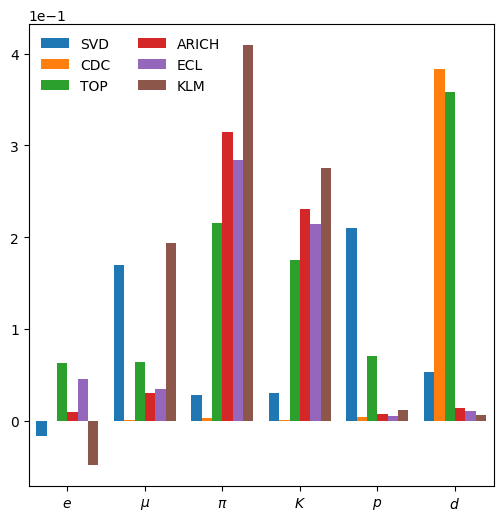 1e−1
SVD ARICH
CDC ECL
TOP KLM
4
3
2
1
0
e μ π K p d